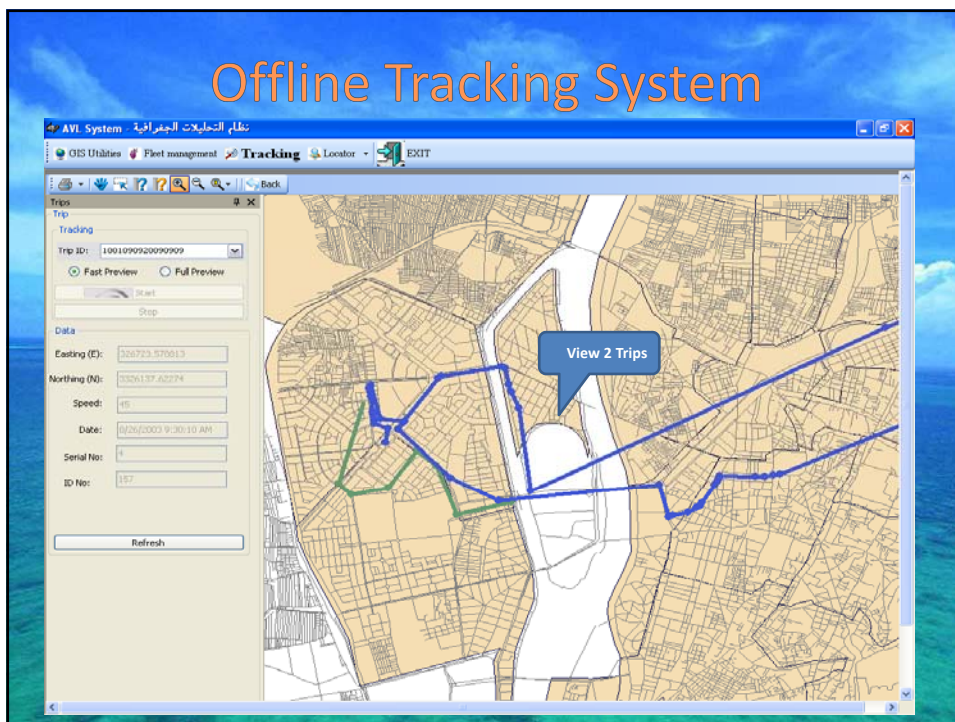 Offline Tracking System
AVL System - نظام التحليلات الجغرافية
GIS Utilities Fleet management Tracking Locator EXIT
Back
Trips
Trip
Tracking
Trip ID: 1001090920090909
Fast Preview Full Preview
Start
Stop
Data
Easting (E): 326723.570813
Northing (N): 3326137.62274
Speed: 45
Date: 8/26/2003 9:30:10 AM
Serial No: 4
ID No: 157
Refresh
View 2 Trips